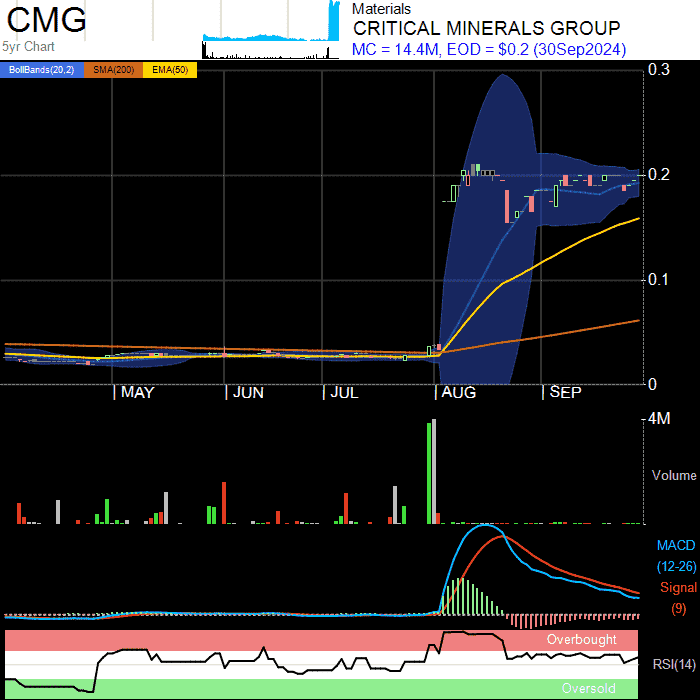 CMG
5yr Chart
Materials
CRITICAL MINERALS GROUP
MC = 14.4M, EOD = $0.2 (30Sep2024)
BollBands(20,2) SMA(200) EMA(50)
0.3
0.2
0.1
0
MAY JUN JUL AUG SEP
4M
Volume
MACD
(12-26)
Signal
(9)
Overbought
RSI(14)
Oversold